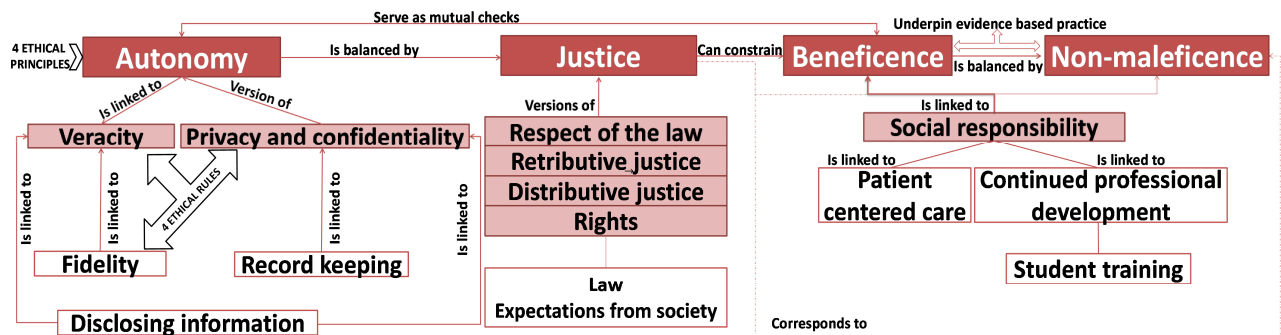 Serve as mutual checks
Underpin evidence based practice
4 ETHICAL
PRINCIPLES
Autonomy
Is balanced by
Justice
Can constrain
Beneficence
Is balanced by
Non-maleficence
Is linked to
Version of
Versions of
Is linked to
Veracity
Privacy and confidentiality
Respect of the law
Retributive justice
Distributive justice
Rights
Social responsibility
Is linked to
Is linked to
Patient
centered care
Continued professional
development
Is linked to
Is linked to
4 ETHICAL RULES
Is linked to
Is linked to
Fidelity
Record keeping
Student training
Law
Expectations from society
Disclosing information
Corresponds to